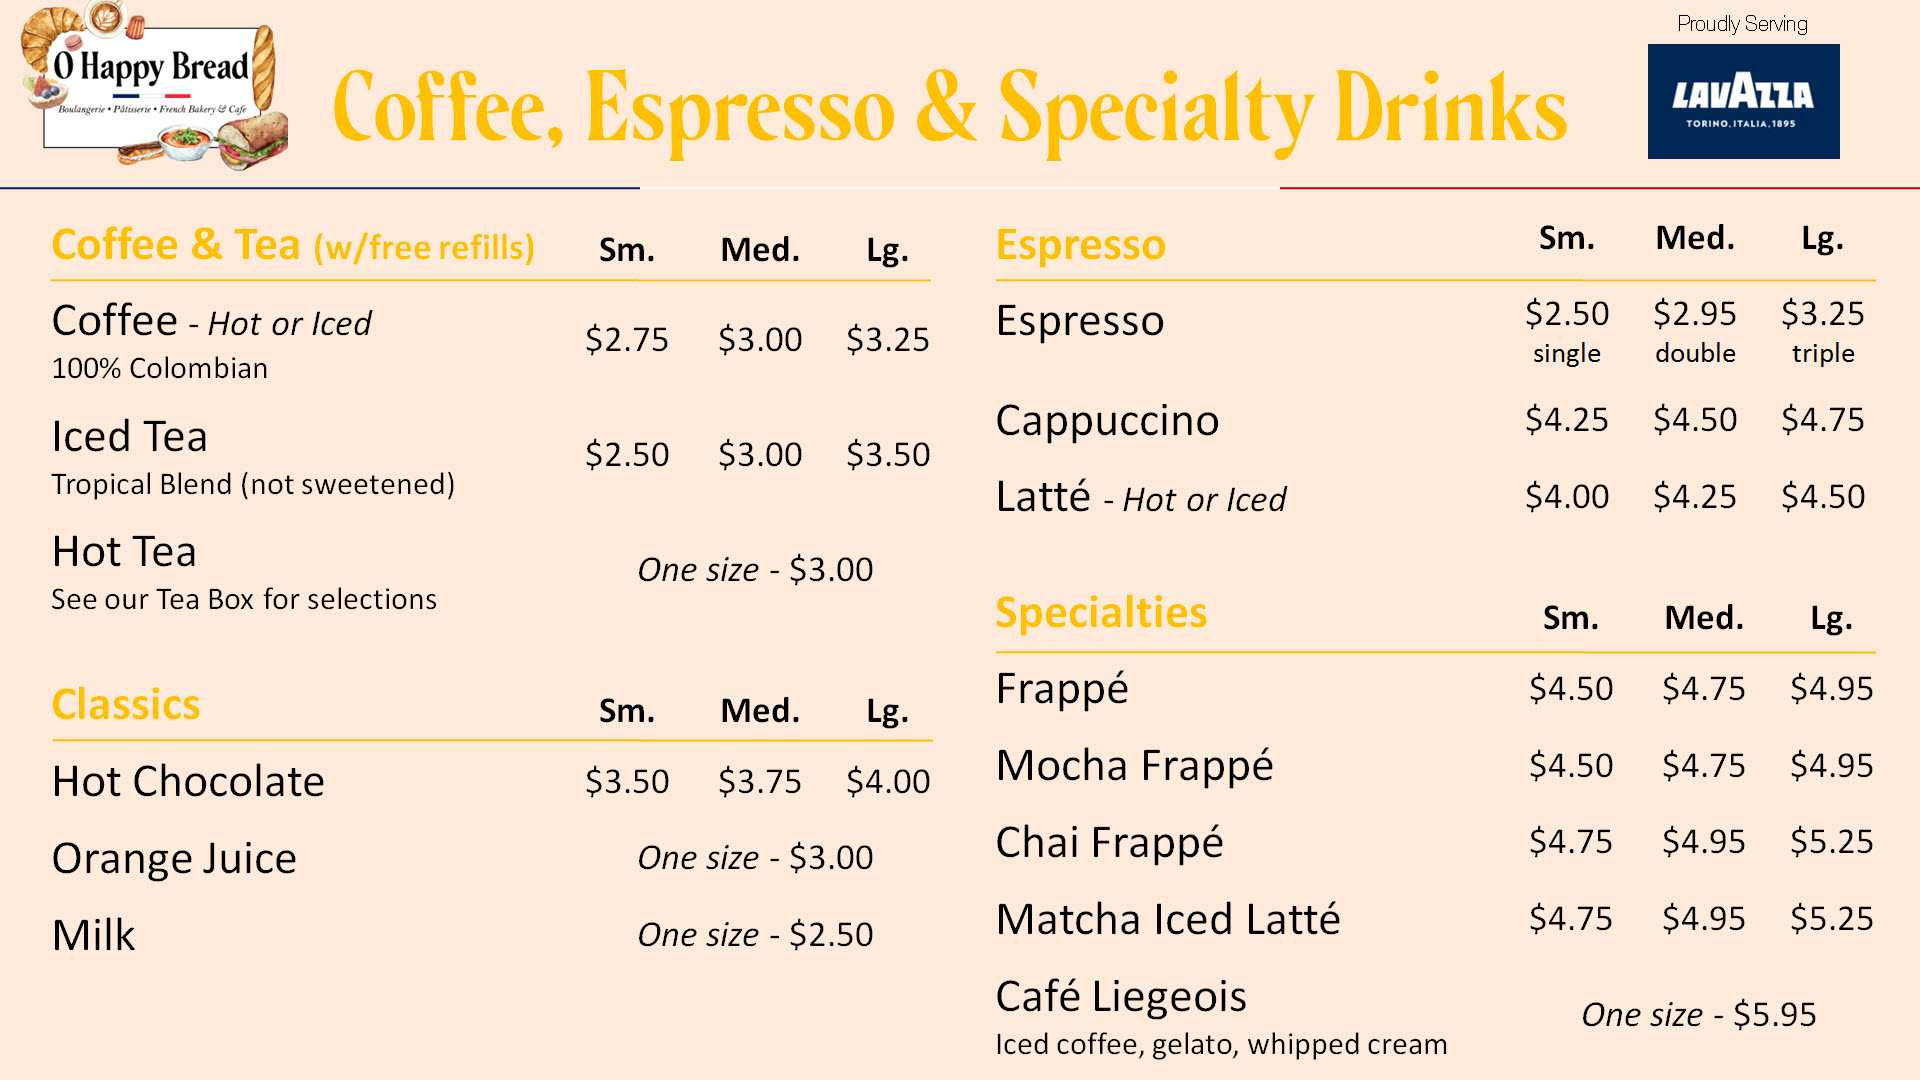 O Happy Bread
Boulangerie • Pâtisserie • French Bakery & Cafe
Coffee, Espresso & Specialty Drinks
Proudly Serving
LAVAZZA
TORINO, ITALIA, 1895
Coffee & Tea (w/free refills) Sm. Med. Lg.
Coffee - Hot or Iced $2.75 $3.00 $3.25
100% Colombian
Iced Tea $2.50 $3.00 $3.50
Tropical Blend (not sweetened)
Hot Tea One size - $3.00
See our Tea Box for selections
Classics Sm. Med. Lg.
Hot Chocolate $3.50 $3.75 $4.00
Orange Juice One size - $3.00
Milk One size - $2.50
Espresso Sm. Med. Lg.
Espresso $2.50 $2.95 $3.25
single double triple
Cappuccino $4.25 $4.50 $4.75
Latté - Hot or Iced $4.00 $4.25 $4.50
Specialties Sm. Med. Lg.
Frappé $4.50 $4.75 $4.95
Mocha Frappé $4.50 $4.75 $4.95
Chai Frappé $4.75 $4.95 $5.25
Matcha Iced Latté $4.75 $4.95 $5.25
Café Liegeois One size - $5.95
Iced coffee, gelato, whipped cream